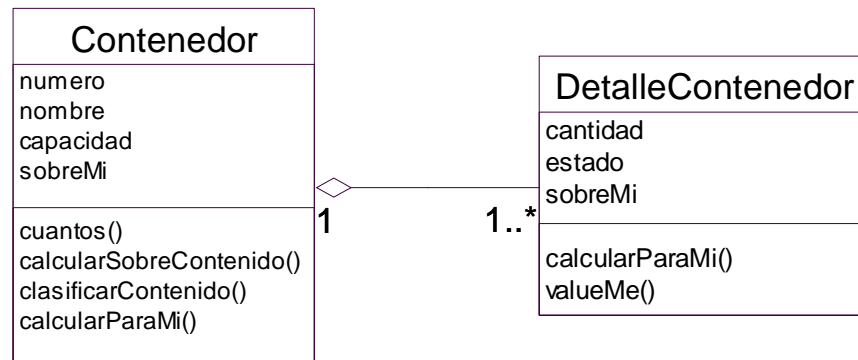 Contenedor
numero
nombre
capacidad
sobreMi
cuantos()
calcularSobreContenido()
clasificarContenido()
calcularParaMi()
1
1..*
DetalleContenedor
cantidad
estado
sobreMi
calcularParaMi()
valueMe()